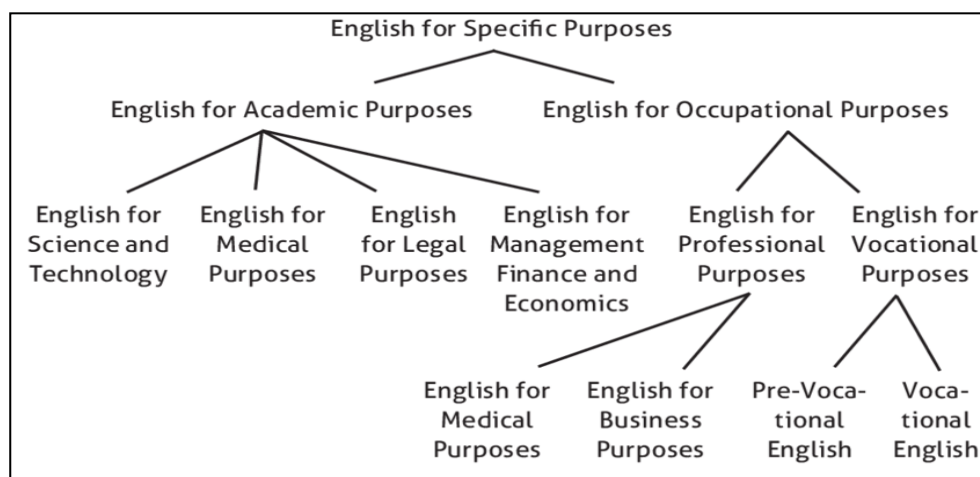 English for Specific Purposes
English for Academic Purposes
English for Occupational Purposes
English for
Science and
Technology
English for
Medical
Purposes
English
for Legal
Purposes
English for
Management
Finance and
Economics
English for
Professional
Purposes
English for
Vocational
Purposes
English for
Medical
Purposes
English for
Business
Purposes
Pre-Voca-
tional
English
Voca-
tional
English